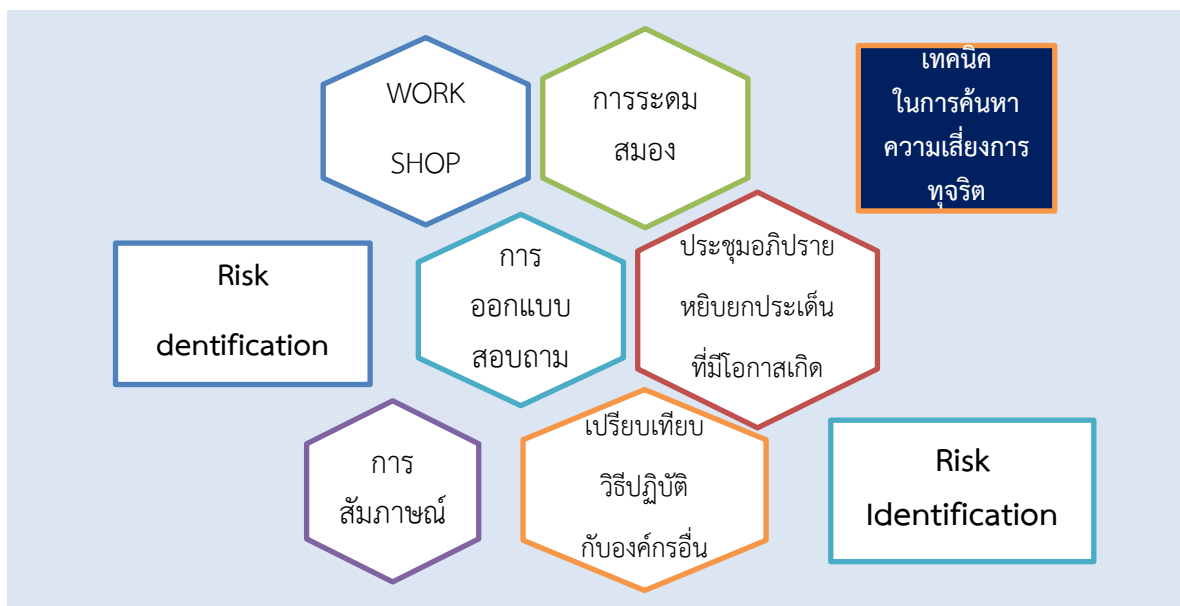 WORK
SHOP
การระดม
สมอง
เทคนิค
ในการค้นหา
ความเสี่ยงการ
ทุจริต
Risk
dentification
การ
ออกแบบ
สอบถาม
ประชุมอภิปราย
หยิบยกประเด็น
ที่มีโอกาสเกิด
การ
สัมภาษณ์
เปรียบเทียบ
วิธีปฏิบัติ
กับองค์กรอื่น
Risk
Identification